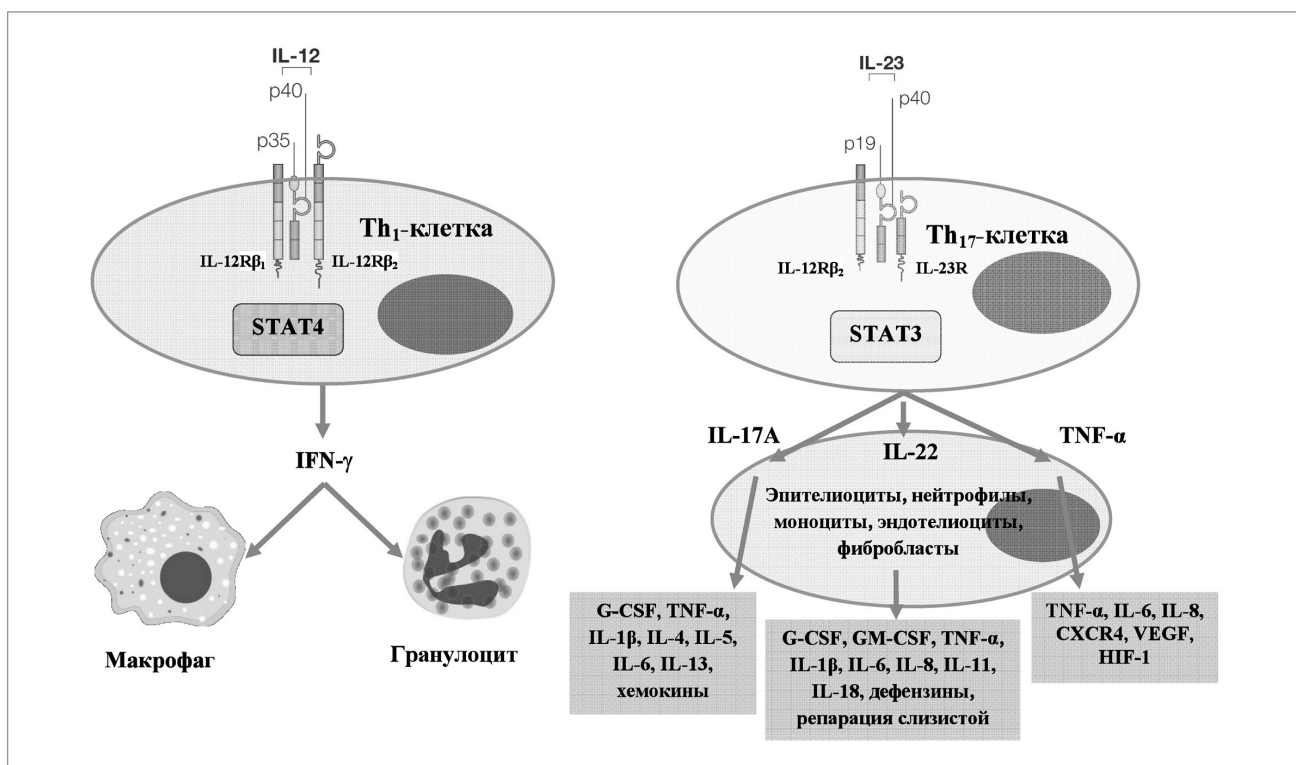 IL-12
p40
p35
Th₁-клетка
IL-12Rβ₁
IL-12Rβ₂
STAT4
IFN-γ
Макрофаг
Гранулоцит
IL-23
p40
p19
Th₁₇-клетка
IL-12Rβ₂
IL-23R
STAT3
IL-17A
IL-22
TNF-α
Эпителиоциты, нейтрофилы,
моноциты, эндотелиоциты,
фибробласты
G-CSF, TNF-α,
IL-1β, IL-4, IL-5,
IL-6, IL-13,
хемокины
G-CSF, GM-CSF, TNF-α,
IL-1β, IL-6, IL-8, IL-11,
IL-18, дефензины,
репарация слизистой
TNF-α, IL-6, IL-8,
CXCR4, VEGF,
HIF-1